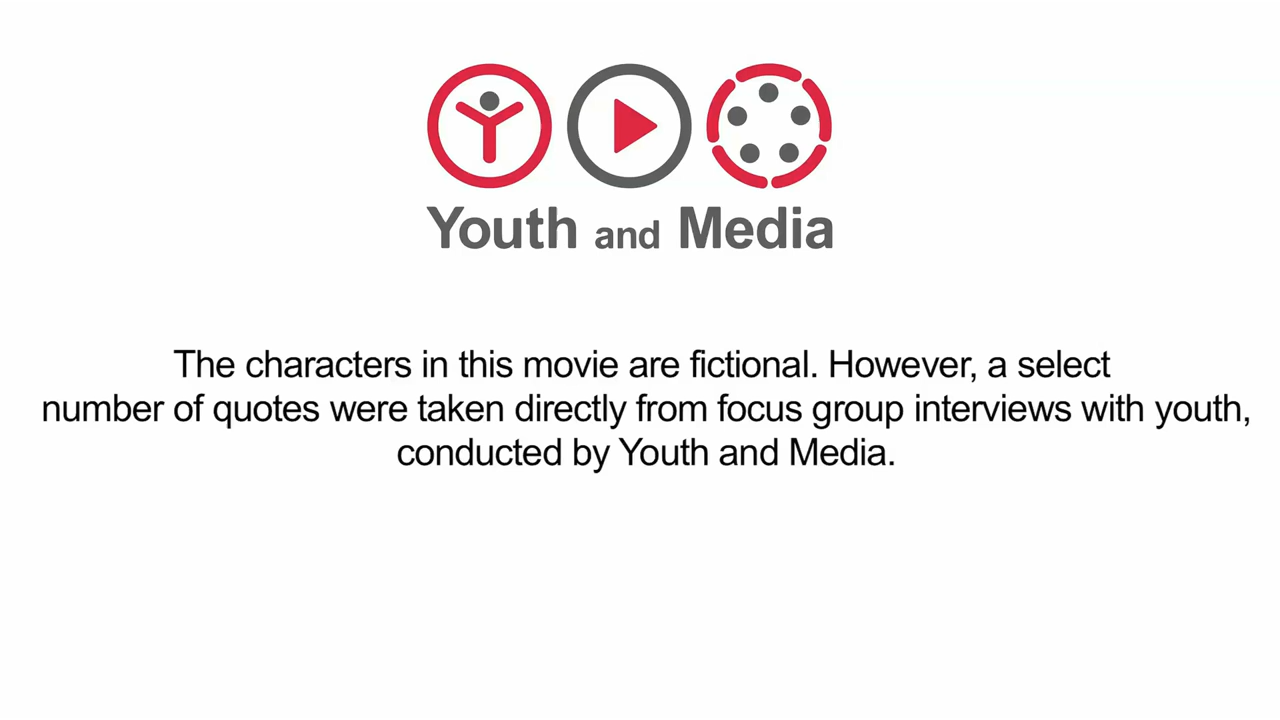 Youth and Media
The characters in this movie are fictional. However, a select
number of quotes were taken directly from focus group interviews with youth,
conducted by Youth and Media.